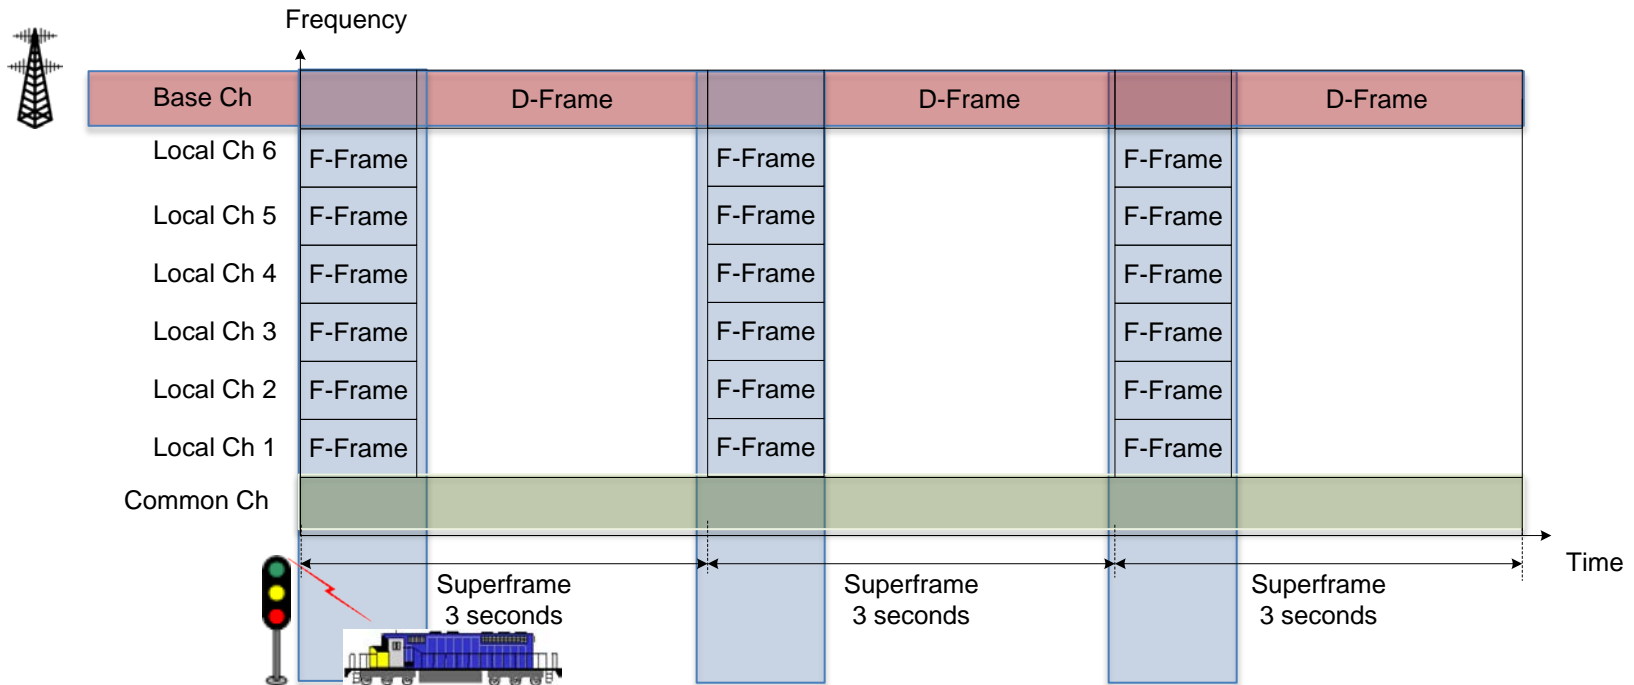 Frequency
Base Ch D-Frame D-Frame D-Frame
Local Ch 6 F-Frame F-Frame F-Frame
Local Ch 5 F-Frame F-Frame F-Frame
Local Ch 4 F-Frame F-Frame F-Frame
Local Ch 3 F-Frame F-Frame F-Frame
Local Ch 2 F-Frame F-Frame F-Frame
Local Ch 1 F-Frame F-Frame F-Frame
Common Ch
Time
Superframe Superframe Superframe
3 seconds 3 seconds 3 seconds